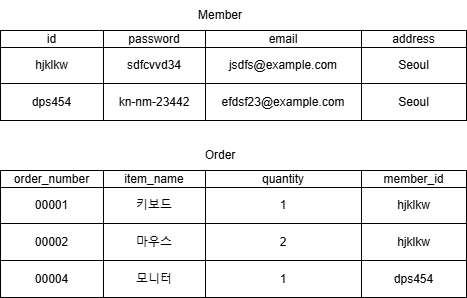 Member
id password email address
hjklkw sdfcvvd34 jsdfs@example.com Seoul
dps454 kn-nm-23442 efdsf23@example.com Seoul
Order
order_number item_name quantity member_id
00001 키보드 1 hjklkw
00002 마우스 2 hjklkw
00004 모니터 1 dps454